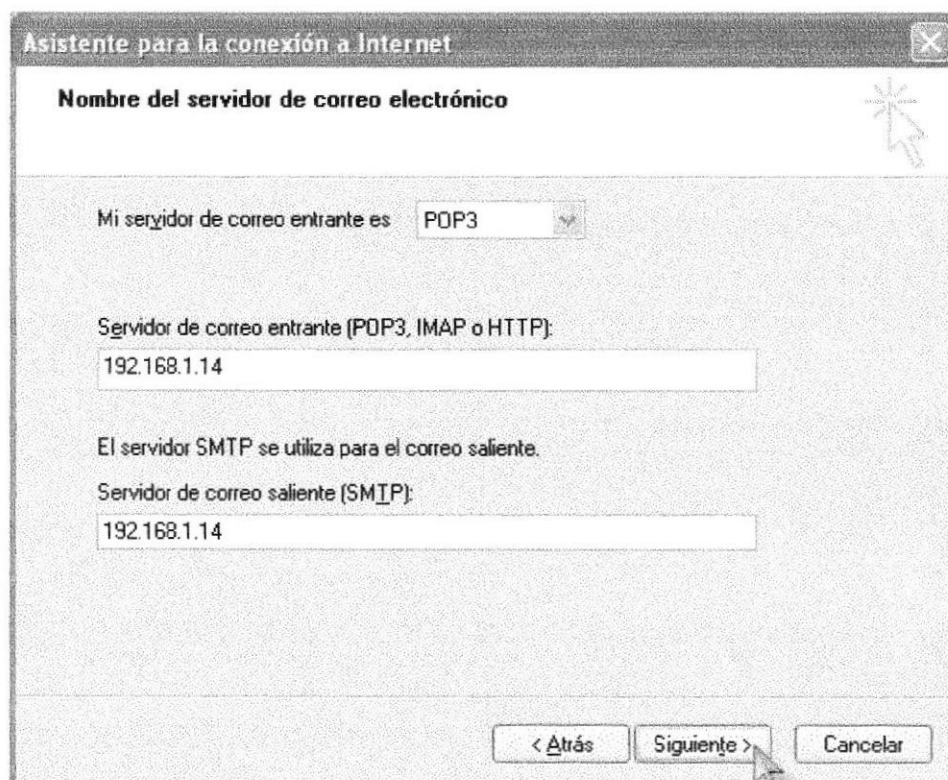 Asistente para la conexión a Internet
Nombre del servidor de correo electrónico
Mi servidor de correo entrante es POP3
Servidor de correo entrante (POP3, IMAP o HTTP):
192.168.1.14
El servidor SMTP se utiliza para el correo saliente.
Servidor de correo saliente (SMTP):
192.168.1.14
< Atrás Siguiente > Cancelar